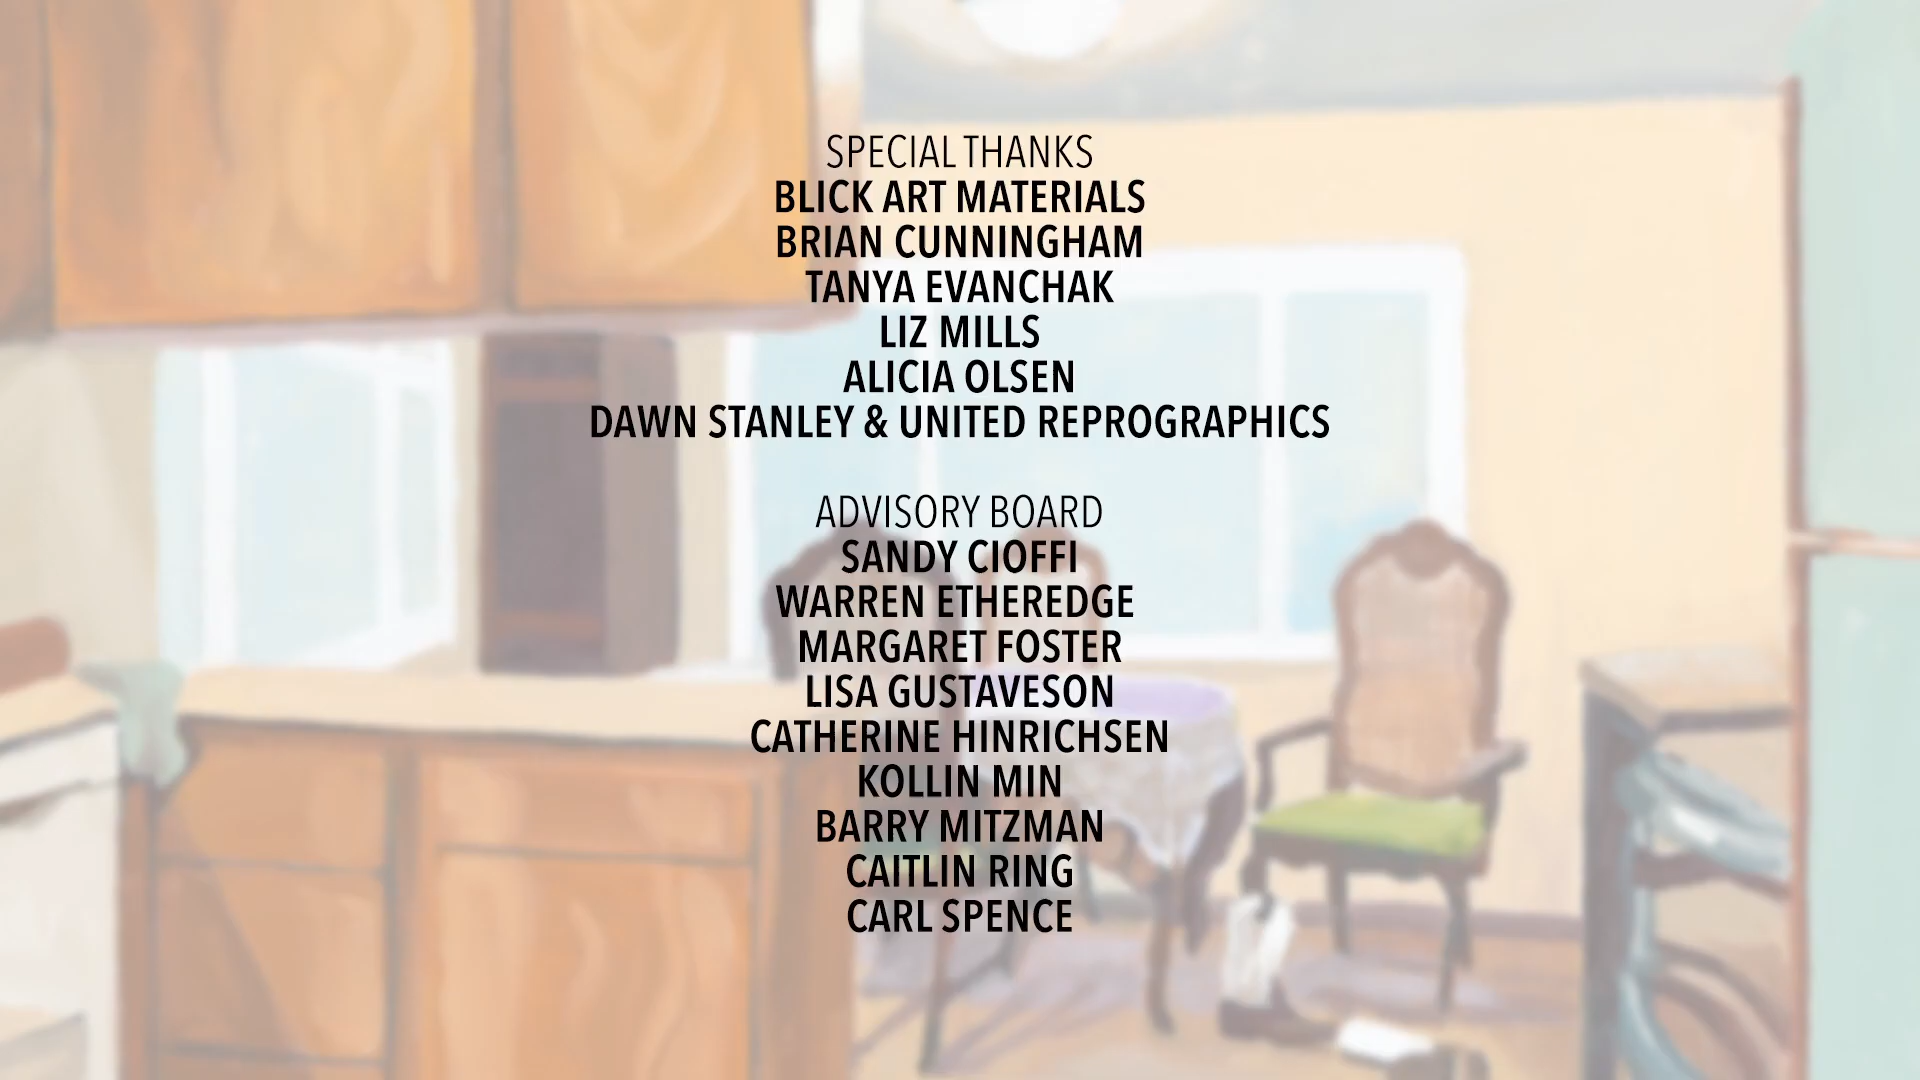 SPECIAL THANKS
BLICK ART MATERIALS
BRIAN CUNNINGHAM
TANYA EVANCHAK
LIZ MILLS
ALICIA OLSEN
DAWN STANLEY & UNITED REPROGRAPHICS
ADVISORY BOARD
SANDY CIOFFI
WARREN ETHEREDGE
MARGARET FOSTER
LISA GUSTAVESON
CATHERINE HINRICHSEN
KOLLIN MIN
BARRY MITZMAN
CAITLIN RING
CARL SPENCE